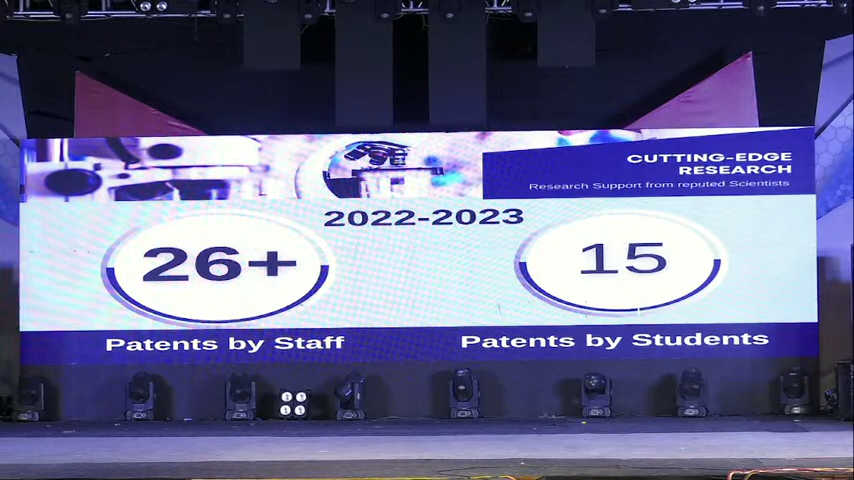 CUTTING-EDGE
RESEARCH
Research Support from reputed Scientists
2022-2023
26+
15
Patents by Staff
Patents by Students